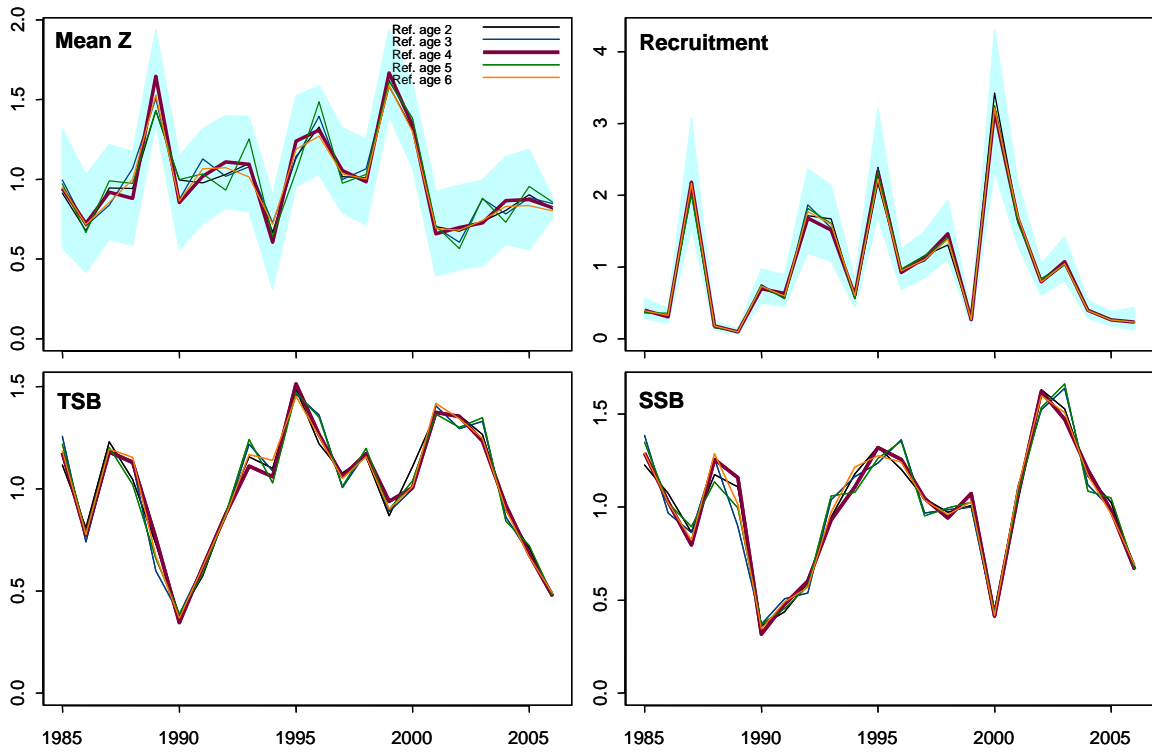 Mean Z
Ref. age 2
Ref. age 3
Ref. age 4
Ref. age 5
Ref. age 6
0.0 0.5 1.0 1.5 2.0
Recruitment
0 1 2 3 4
TSB
0.0 0.5 1.0 1.5
1985 1990 1995 2000 2005
SSB
0.0 0.5 1.0 1.5
1985 1990 1995 2000 2005